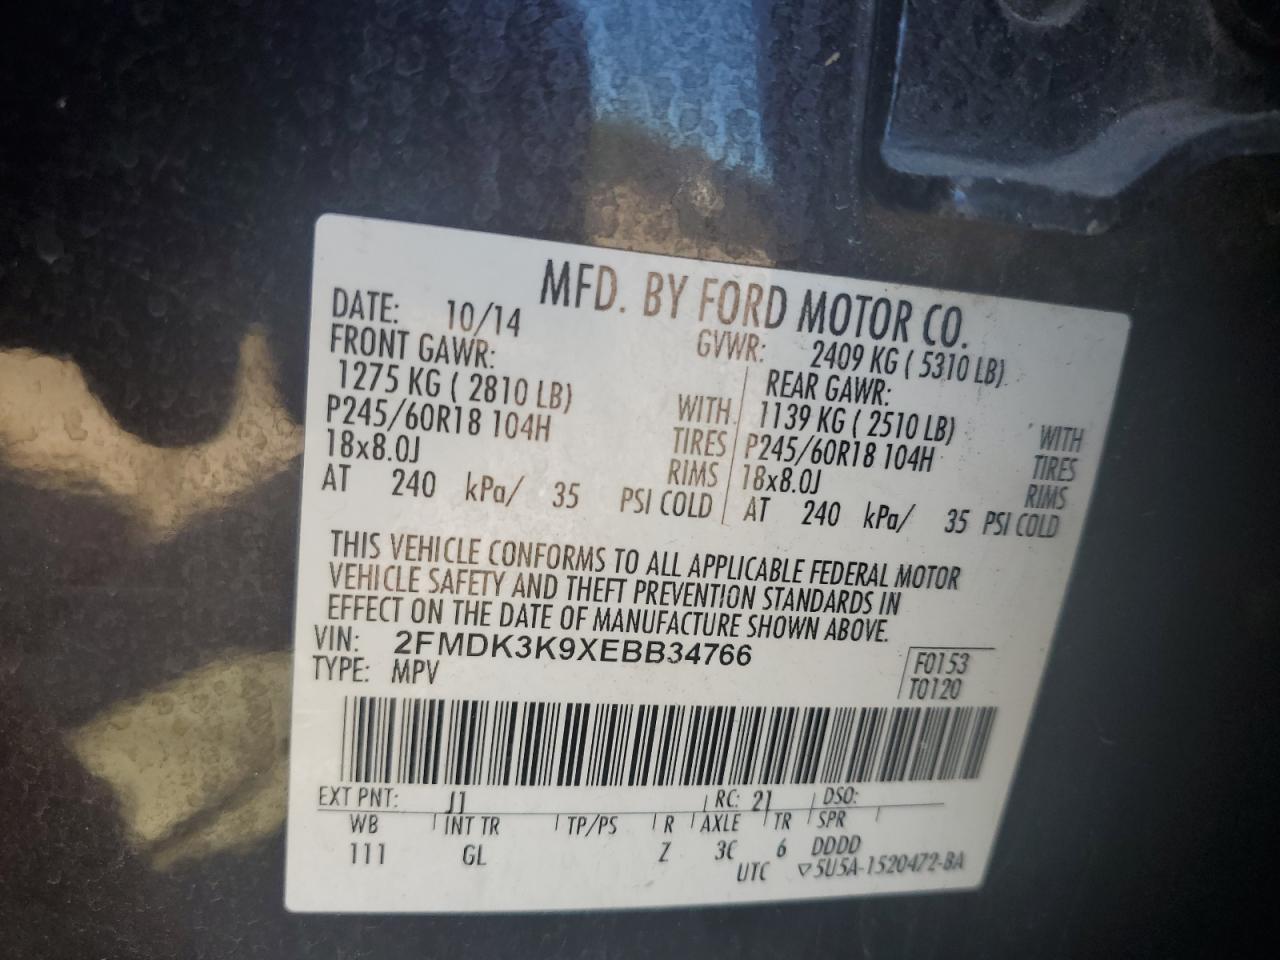 MFD. BY FORD MOTOR CO.
DATE: 10/14 GVWR: 2409 KG ( 5310 LB)
FRONT GAWR: REAR GAWR:
1275 KG ( 2810 LB) WITH 1139 KG ( 2510 LB) WITH
P245/60R18 104H TIRES P245/60R18 104H TIRES
18x8.0J RIMS 18x8.0J RIMS
AT 240 kPa/ 35 PSI COLD AT 240 kPa/ 35 PSI COLD
THIS VEHICLE CONFORMS TO ALL APPLICABLE FEDERAL MOTOR
VEHICLE SAFETY AND THEFT PREVENTION STANDARDS IN
EFFECT ON THE DATE OF MANUFACTURE SHOWN ABOVE.
VIN: 2FMDK3K9XEBB34766 F0153
TYPE: MPV T0120
EXT PNT: J1 RC: 21 DSO:
WB INT TR TP/PS R AXLE TR SPR
111 GL Z 3C 6 DDDD
UTC ▽5U5A-1520472-BA